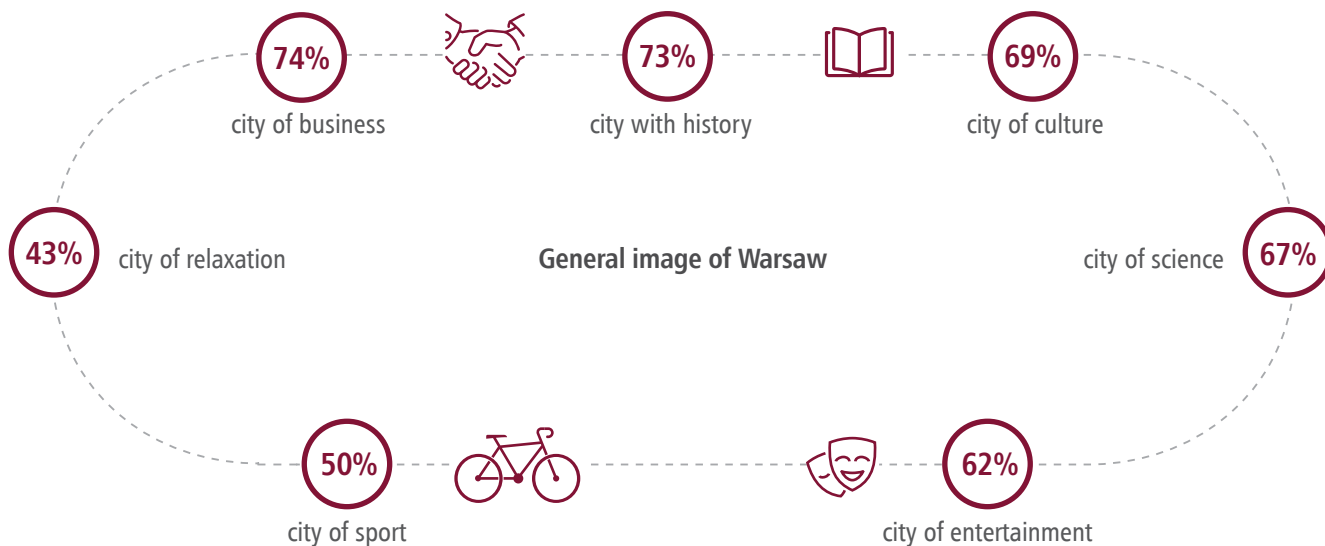 74%
city of business
73%
city with history
69%
city of culture
43%
city of relaxation
General image of Warsaw
city of science
67%
50%
city of sport
62%
city of entertainment